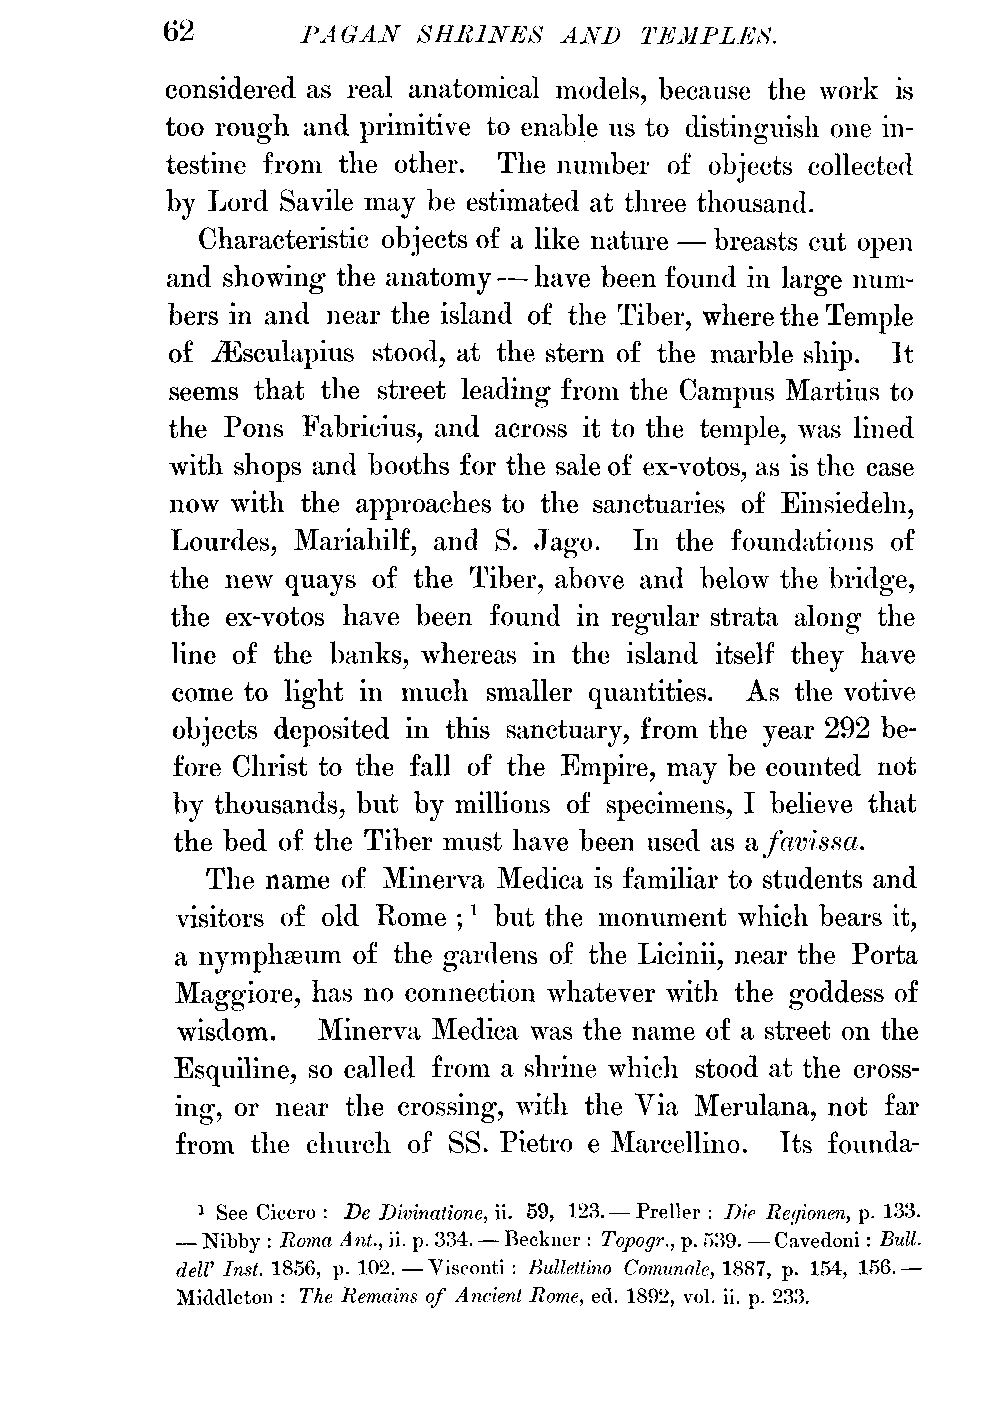 62 PAGAN SHRINES AND TEMPLES.
considered as real anatomical models, because the work is
too rough and primitive to enable us to distinguish one in-
testine from the other. The number of objects collected
by Lord Savile may be estimated at three thousand.
Characteristic objects of a like nature — breasts cut open
and showing the anatomy — have been found in large num-
bers in and near the island of the Tiber, where the Temple
of Æsculapius stood, at the stern of the marble ship. It
seems that the street leading from the Campus Martius to
the Pons Fabricius, and across it to the temple, was lined
with shops and booths for the sale of ex-votos, as is the case
now with the approaches to the sanctuaries of Einsiedeln,
Lourdes, Mariahilf, and S. Jago. In the foundations of
the new quays of the Tiber, above and below the bridge,
the ex-votos have been found in regular strata along the
line of the banks, whereas in the island itself they have
come to light in much smaller quantities. As the votive
objects deposited in this sanctuary, from the year 292 be-
fore Christ to the fall of the Empire, may be counted not
by thousands, but by millions of specimens, I believe that
the bed of the Tiber must have been used as a favissa.
The name of Minerva Medica is familiar to students and
visitors of old Rome ; ¹ but the monument which bears it,
a nymphæum of the gardens of the Licinii, near the Porta
Maggiore, has no connection whatever with the goddess of
wisdom. Minerva Medica was the name of a street on the
Esquiline, so called from a shrine which stood at the cross-
ing, or near the crossing, with the Via Merulana, not far
from the church of SS. Pietro e Marcellino. Its founda-
¹ See Cicero : De Divinatione, ii. 59, 123. — Preller : Die Regionen, p. 133.
— Nibby : Roma Ant., ii. p. 334. — Beckner : Topogr., p. 539. — Cavedoni : Bull.
dell' Inst. 1856, p. 102. — Visconti : Bullettino Comunale, 1887, p. 154, 156. —
Middleton : The Remains of Ancient Rome, ed. 1892, vol. ii. p. 233.